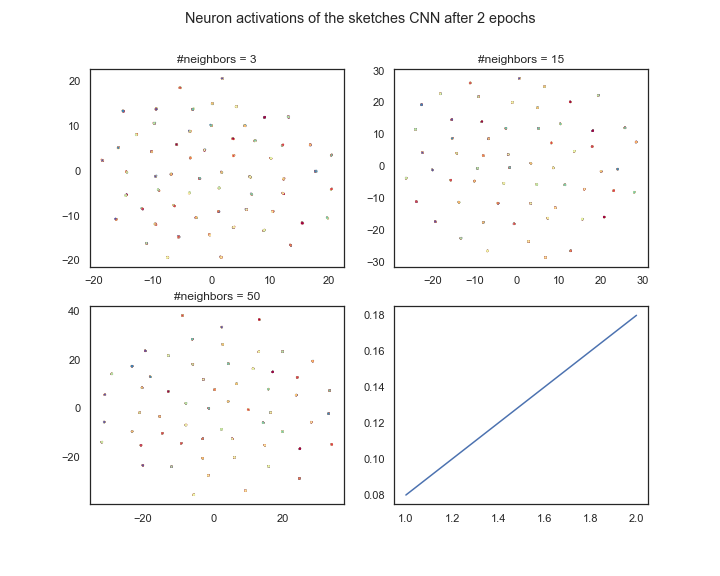 Neuron activations of the sketches CNN after 2 epochs
#neighbors = 3
20
10
0
−10
−20
−20 −10 0 10 20
#neighbors = 15
30
20
10
0
−10
−20
−30
−20 −10 0 10 20 30
#neighbors = 50
40
20
0
−20
−20 0 20
0.18
0.16
0.14
0.12
0.10
0.08
1.0 1.2 1.4 1.6 1.8 2.0